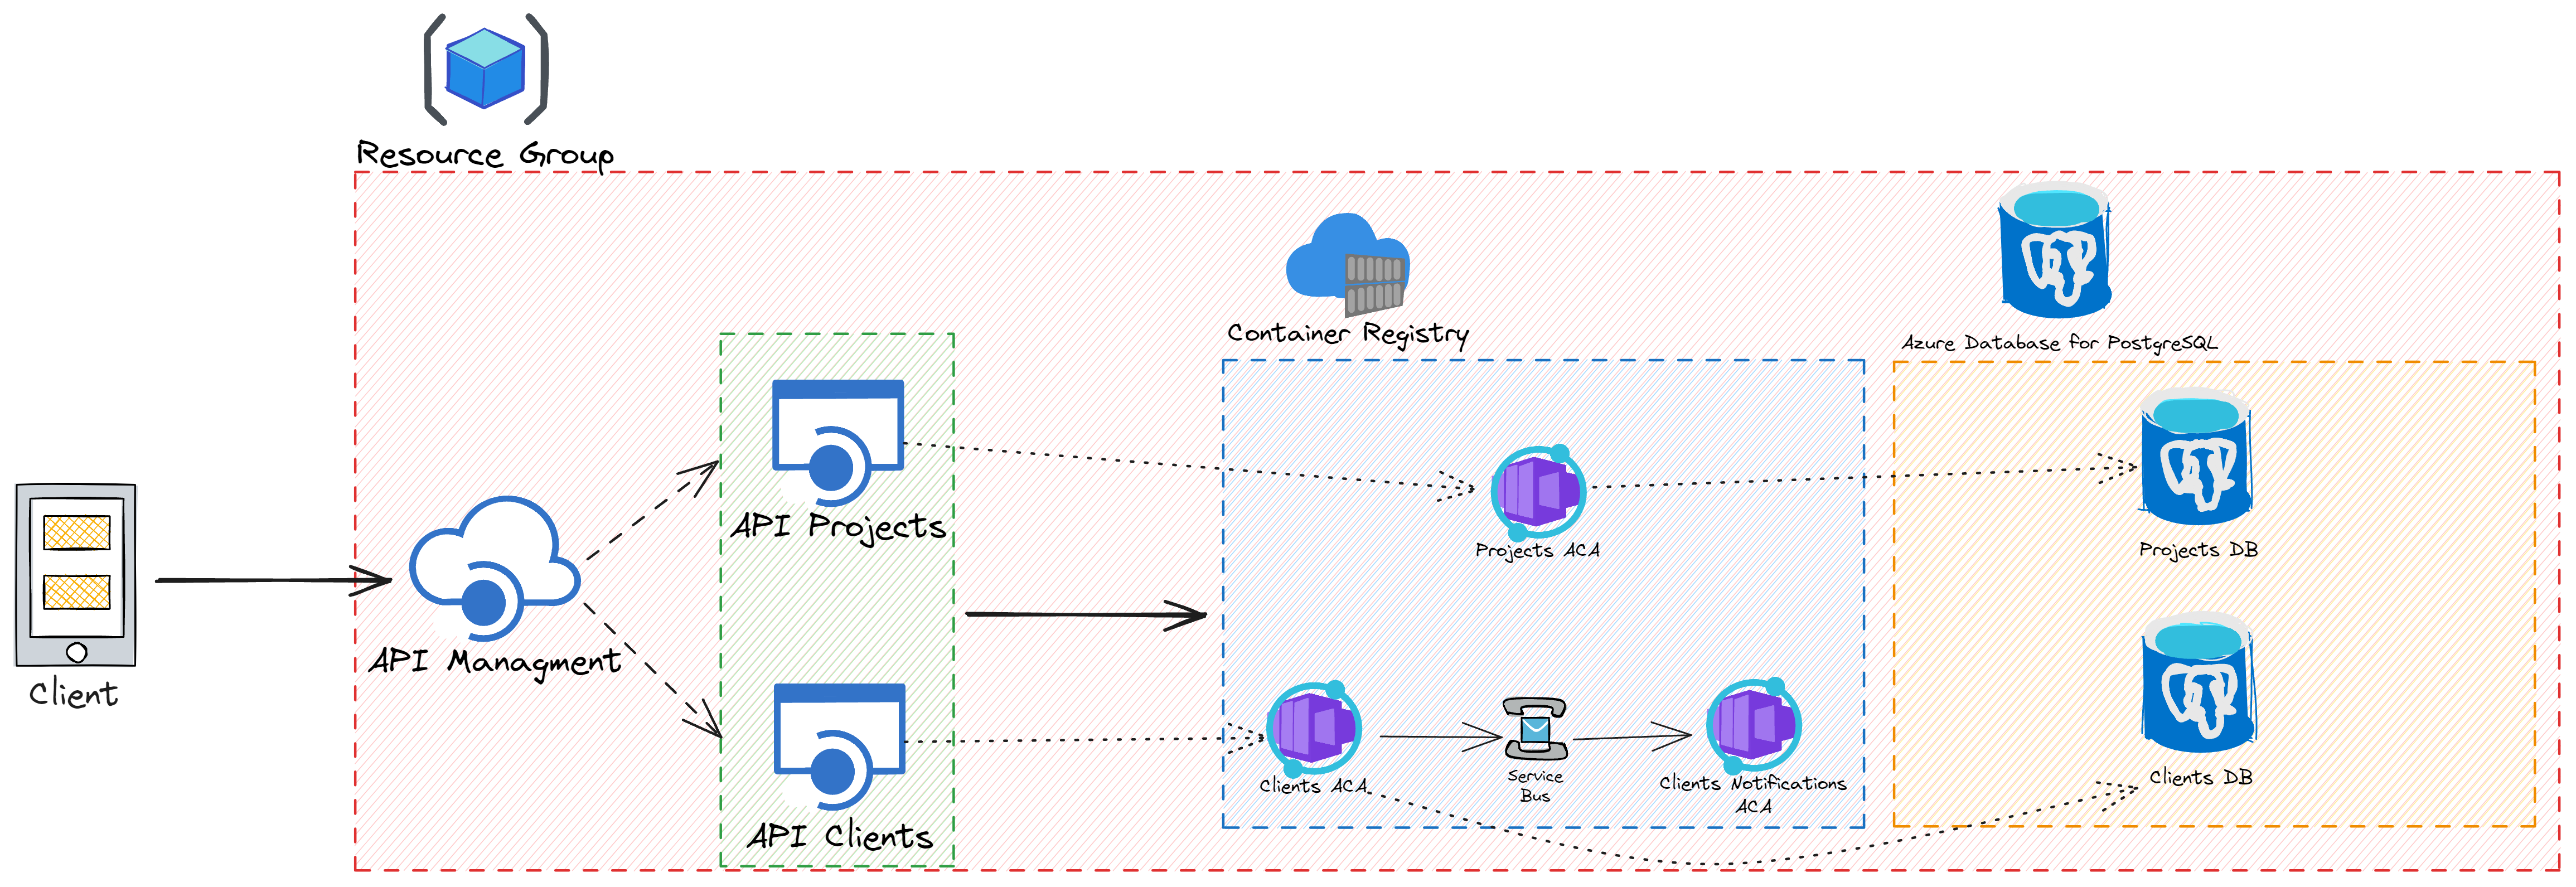 Resource Group
Container Registry
Azure Database for PostgreSQL
API Projects
Projects ACA
Projects DB
API Managment
Client
Clients ACA
Service
Bus
Clients Notifications
ACA
Clients DB
API Clients